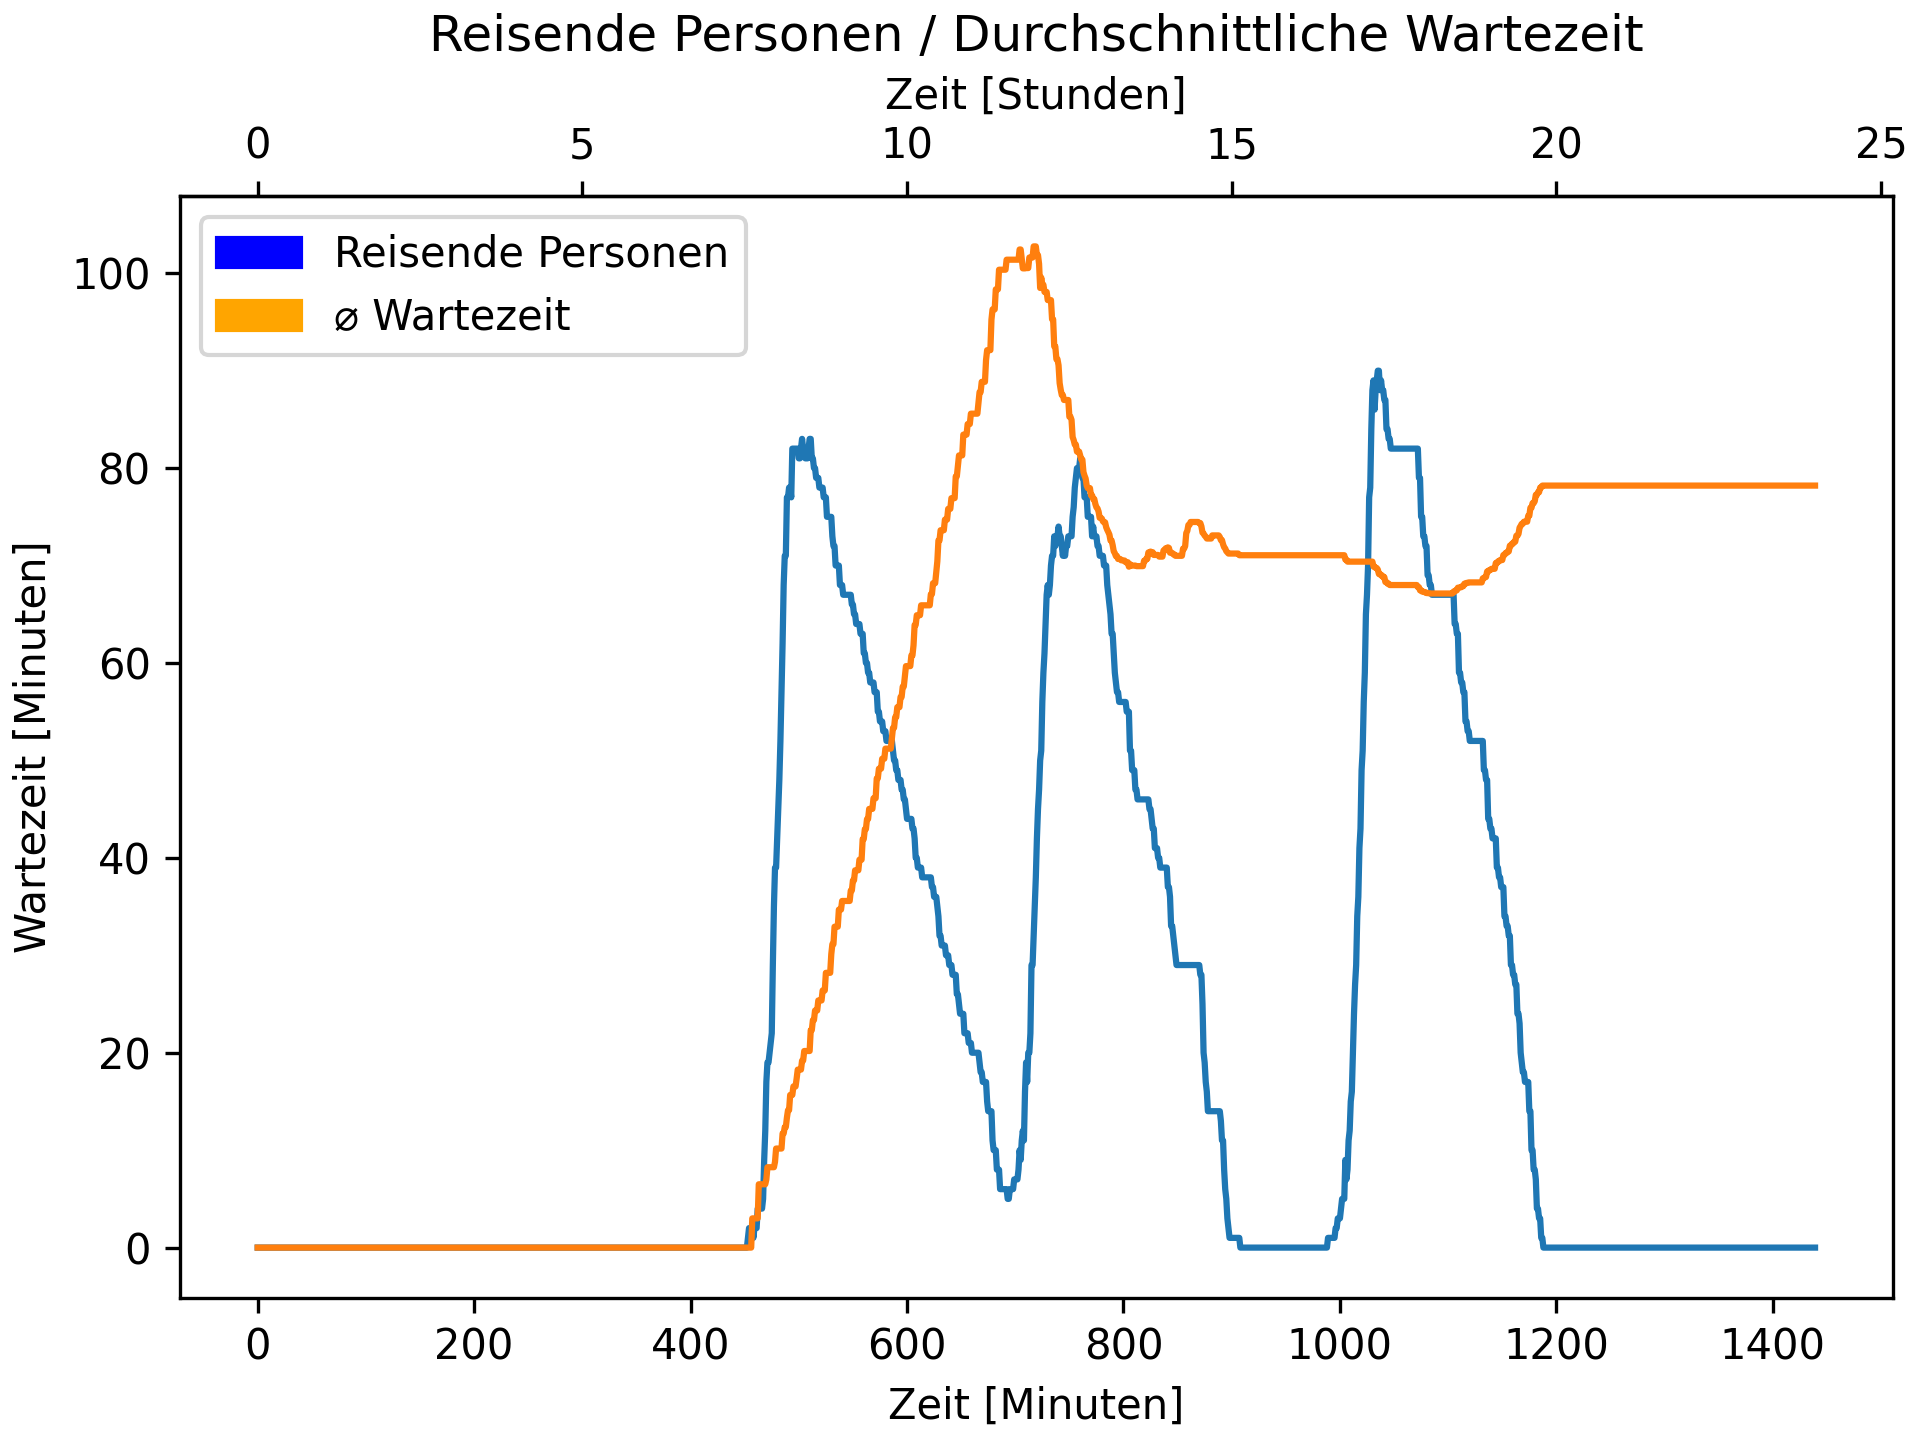 Reisende Personen / Durchschnittliche Wartezeit
Zeit [Stunden]
0 5 10 15 20 25
Reisende Personen
⌀ Wartezeit
Wartezeit [Minuten]
100
80
60
40
20
0
0 200 400 600 800 1000 1200 1400
Zeit [Minuten]